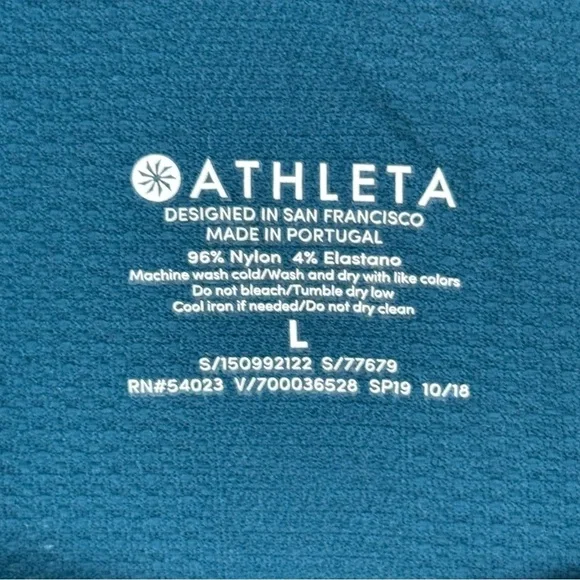 ATHLETA
DESIGNED IN SAN FRANCISCO
MADE IN PORTUGAL
96% Nylon 4% Elastano
Machine wash cold/Wash and dry with like colors
Do not bleach/Tumble dry low
Cool iron if needed/Do not dry clean
L
S/150992122 S/77679
RN#54023 V/700036528 SP19 10/18